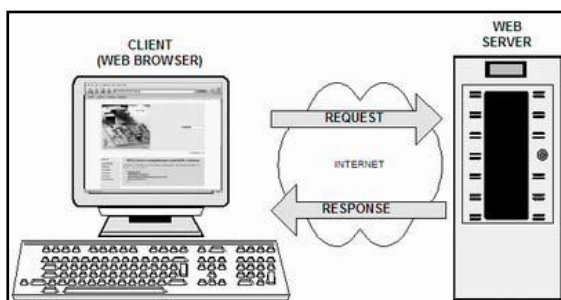 CLIENT
(WEB BROWSER)
WEB
SERVER
REQUEST
INTERNET
RESPONSE